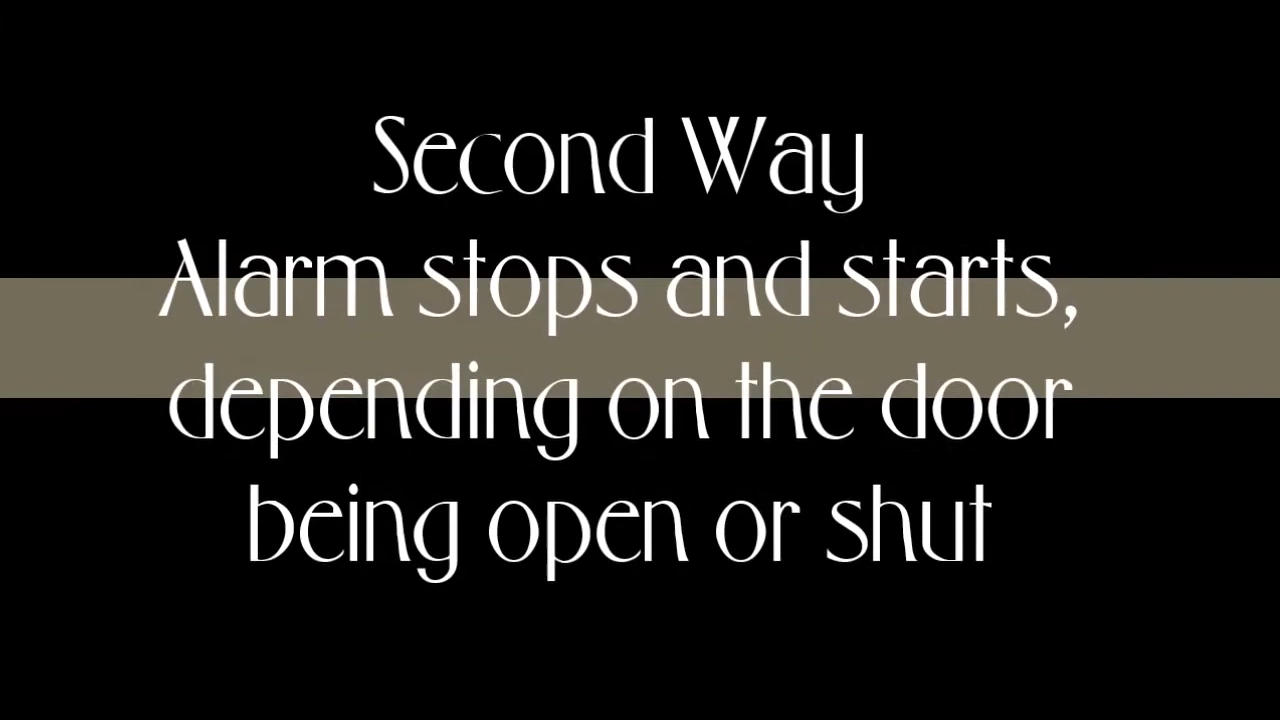 Second Way
Alarm stops and starts,
depending on the door
being open or shut